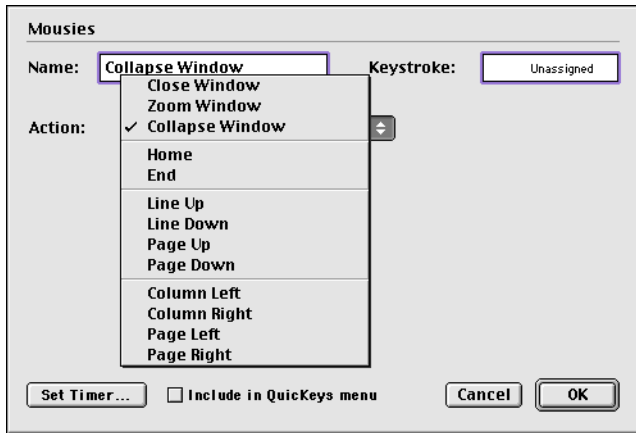 Mousies
Name: Collapse Window Keystroke: Unassigned
Close Window
Zoom Window
Action: ✓ Collapse Window
Home
End
Line Up
Line Down
Page Up
Page Down
Column Left
Column Right
Page Left
Page Right
Set Timer... Include in QuicKeys menu Cancel OK